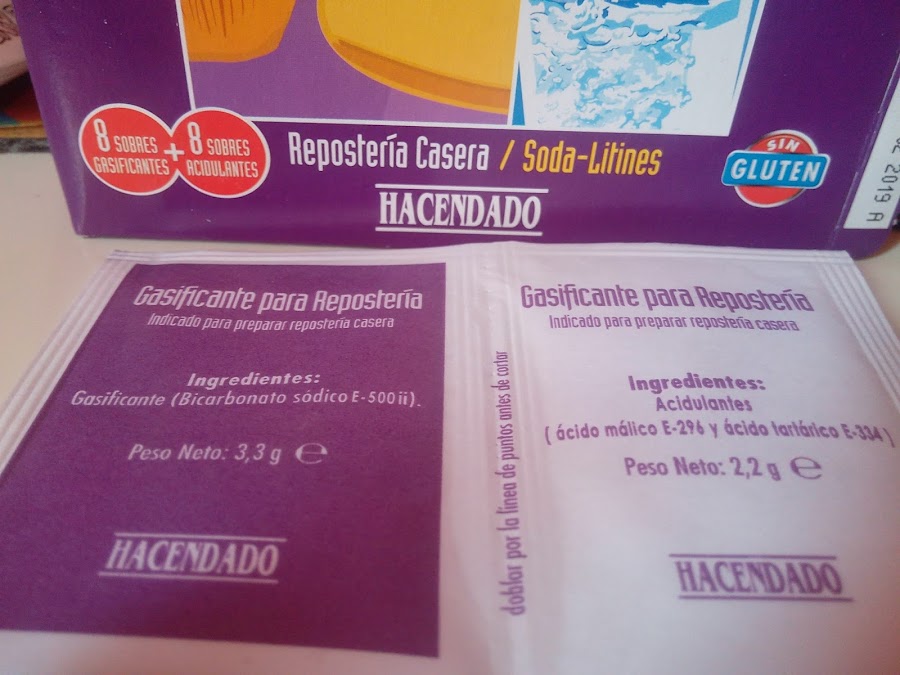 8 SOBRES
GASIFICANTES
+
8 SOBRES
ACIDULANTES
Repostería Casera / Soda-Litines
HACENDADO
SIN
GLUTEN
2019 A
Gasificante para Repostería
Indicado para preparar repostería casera
Ingredientes:
Gasificante (Bicarbonato sódico E-500ii).
Peso Neto: 3,3 g ℮
HACENDADO
doblar por la línea de puntos antes de cortar
Gasificante para Repostería
Indicado para preparar repostería casera
Ingredientes:
Acidulantes
( ácido málico E-296 y ácido tartárico E-334 )
Peso Neto: 2,2 g ℮
HACENDADO